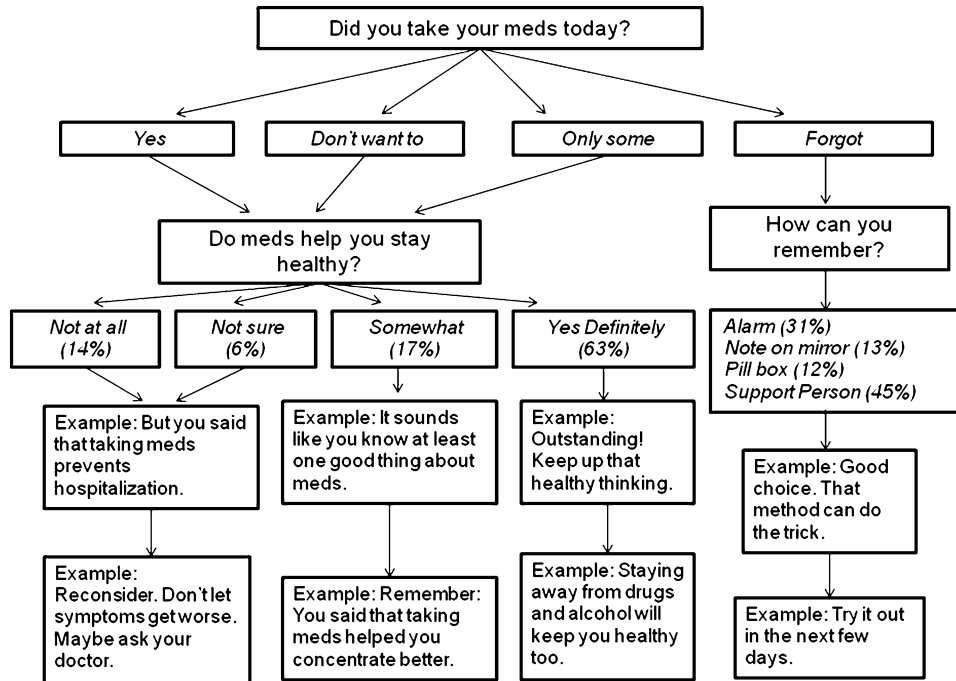 Did you take your meds today?
Yes
Don't want to
Only some
Forgot
Do meds help you stay
healthy?
How can you
remember?
Not at all
(14%)
Not sure
(6%)
Somewhat
(17%)
Yes Definitely
(63%)
Alarm (31%)
Note on mirror (13%)
Pill box (12%)
Support Person (45%)
Example: But you said
that taking meds
prevents
hospitalization.
Example: It sounds
like you know at least
one good thing about
meds.
Example:
Outstanding!
Keep up that
healthy thinking.
Example: Good
choice. That
method can do
the trick.
Example:
Reconsider. Don't let
symptoms get worse.
Maybe ask your
doctor.
Example: Remember:
You said that taking
meds helped you
concentrate better.
Example: Staying
away from drugs
and alcohol will
keep you healthy
too.
Example: Try it out
in the next few
days.